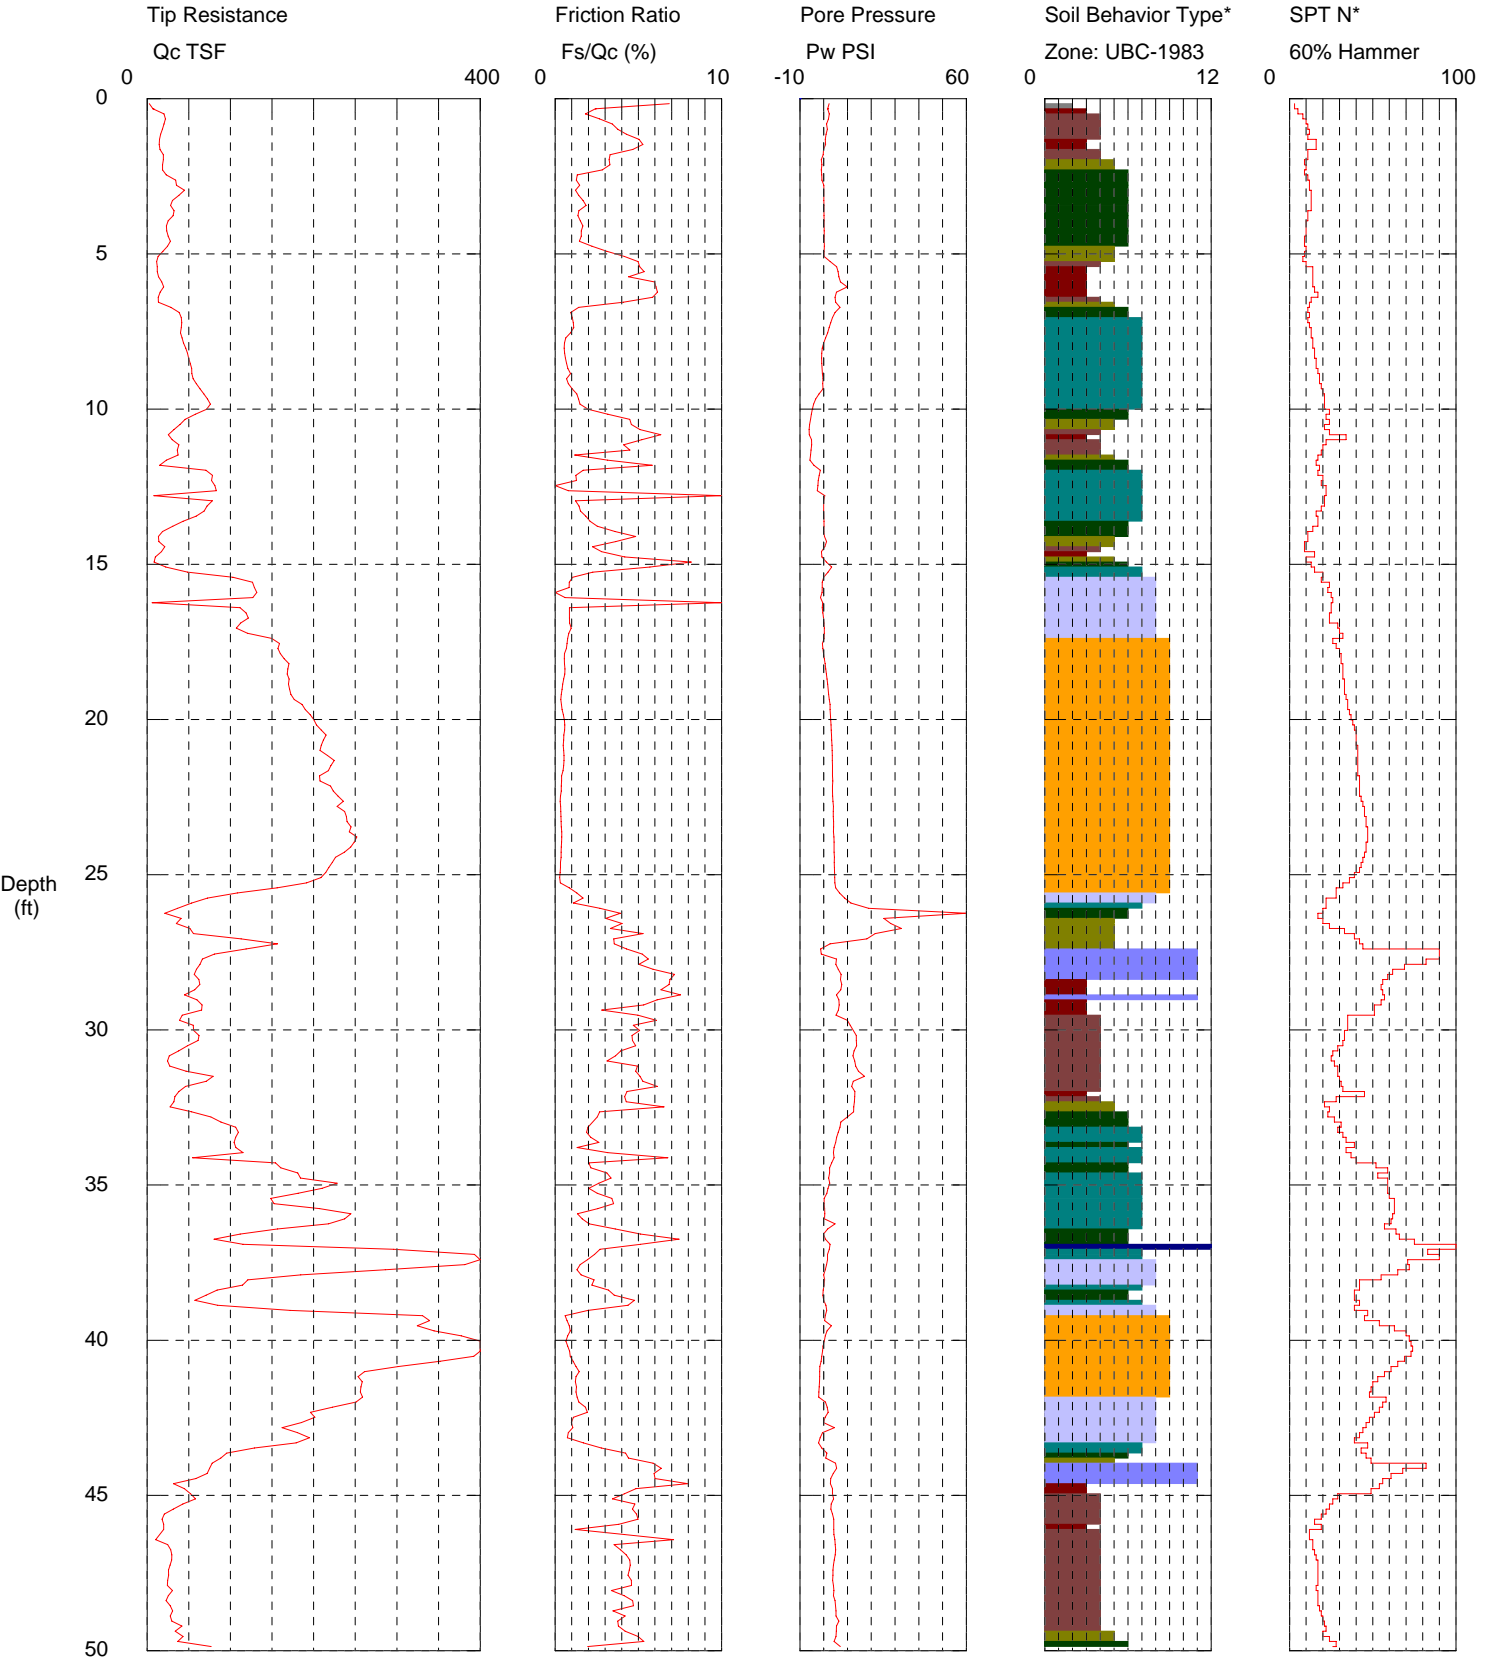 Tip Resistance Friction Ratio Pore Pressure Soil Behavior Type* SPT N*
Qc TSF Fs/Qc (%) Pw PSI Zone: UBC-1983 60% Hammer
0 400 0 10 -10 60 0 12 0 100
0
5
10
15
20
25
Depth
(ft)
30
35
40
45
50